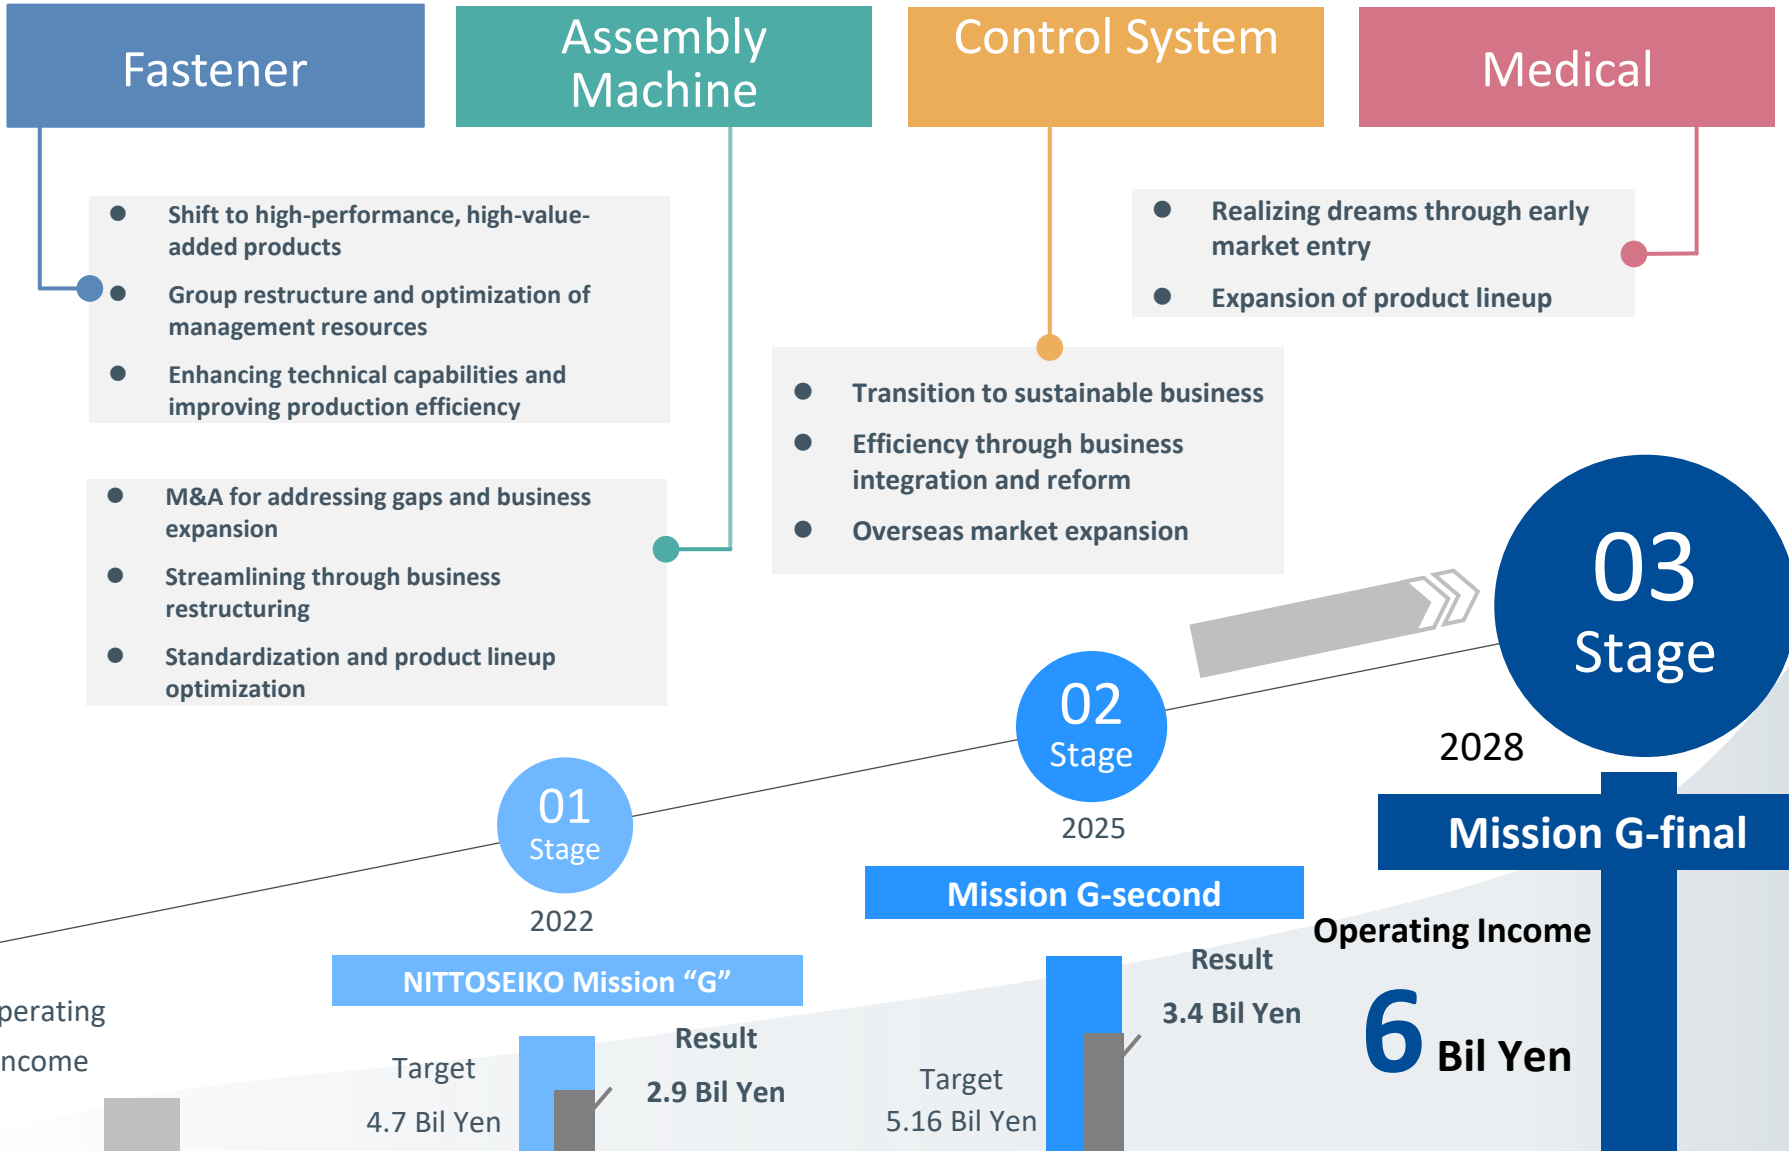 Fastener
Assembly
Machine
Control System
Medical
● Shift to high-performance, high-value-
added products
● Group restructure and optimization of
management resources
● Enhancing technical capabilities and
improving production efficiency
● M&A for addressing gaps and business
expansion
● Streamlining through business
restructuring
● Standardization and product lineup
optimization
● Transition to sustainable business
● Efficiency through business
integration and reform
● Overseas market expansion
● Realizing dreams through early
market entry
● Expansion of product lineup
perating
ncome
01
Stage
2022
NITTOSEIKO Mission “G”
Target
4.7 Bil Yen
Result
2.9 Bil Yen
02
Stage
2025
Mission G-second
Target
5.16 Bil Yen
Result
3.4 Bil Yen
03
Stage
2028
Mission G-final
Operating Income
6 Bil Yen